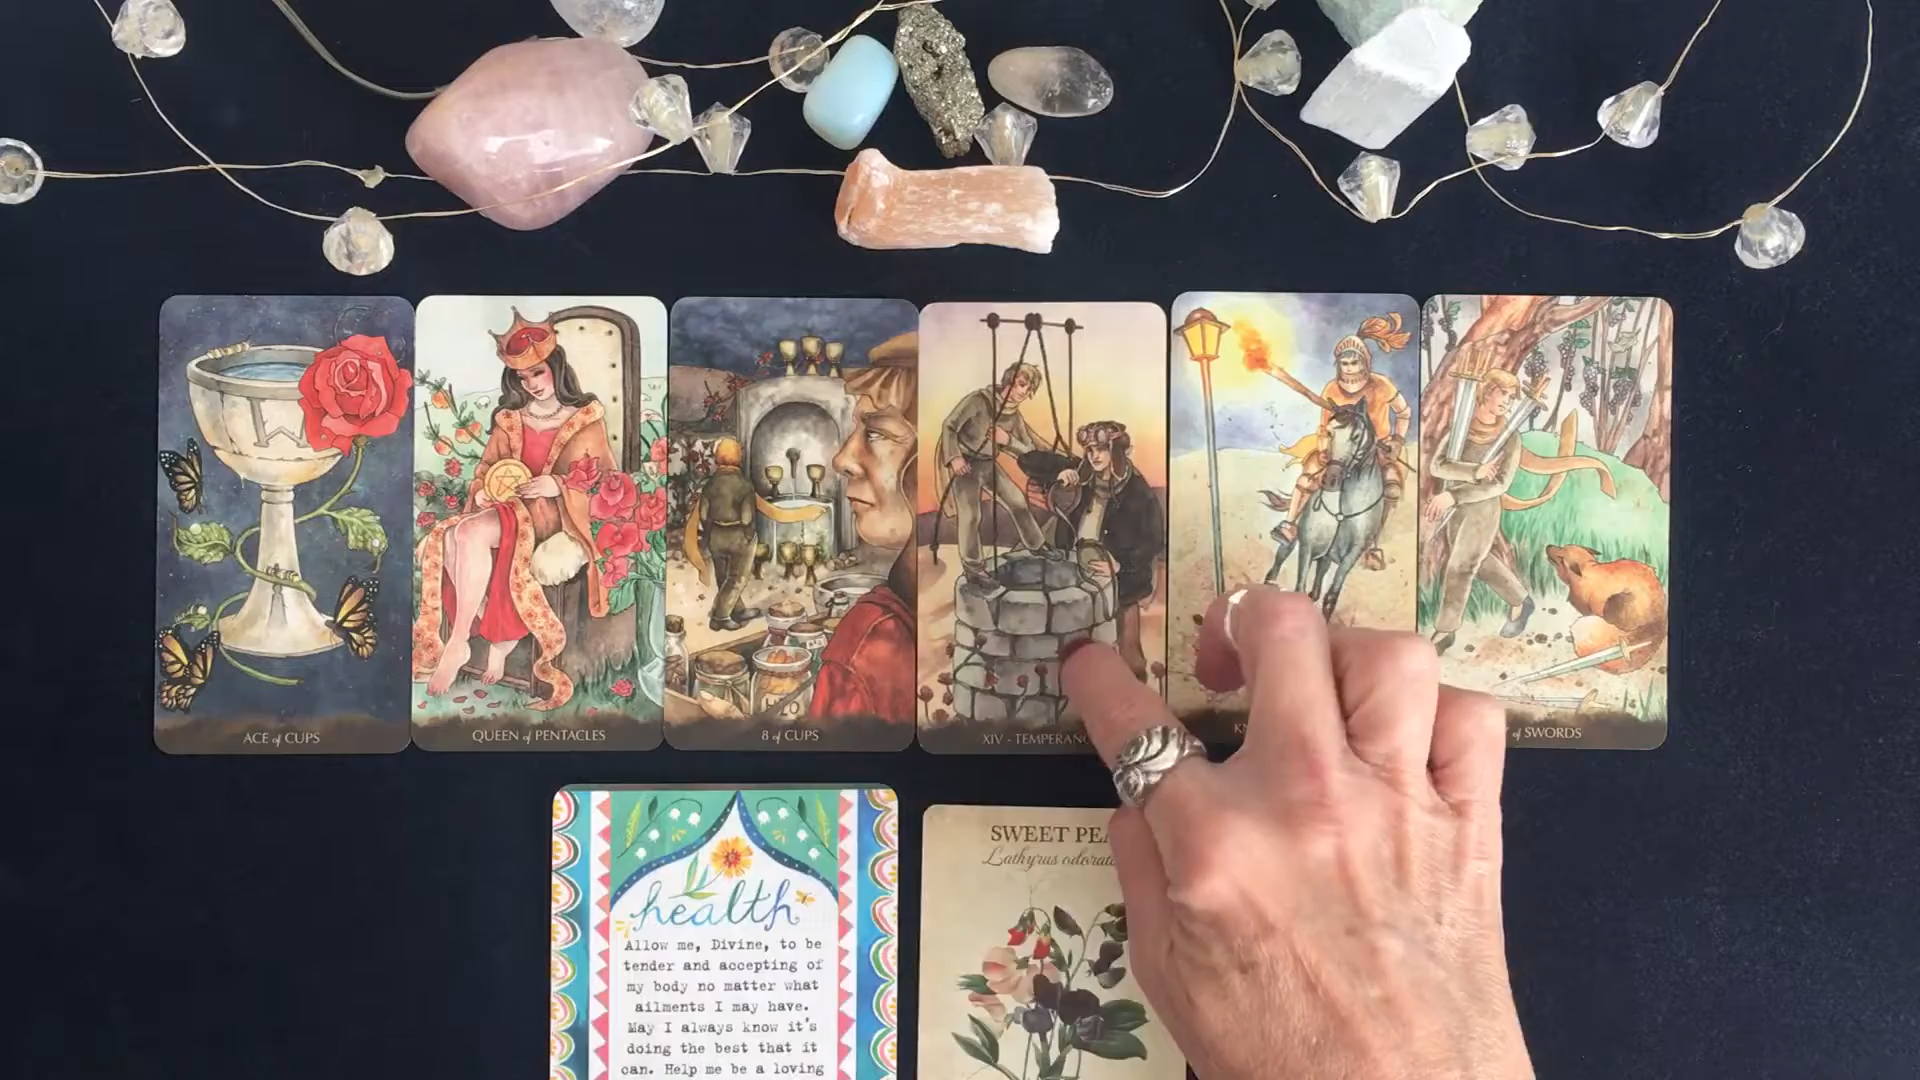 ACE of CUPS
QUEEN of PENTACLES
8 of CUPS
XIV - TEMPERANC
of SWORDS
H2O
health
Allow me, Divine, to be
tender and accepting of
my body no matter what
ailments I may have.
May I always know it's
doing the best that it
can. Help me be a loving
SWEET PEA
Lathyrus odorat